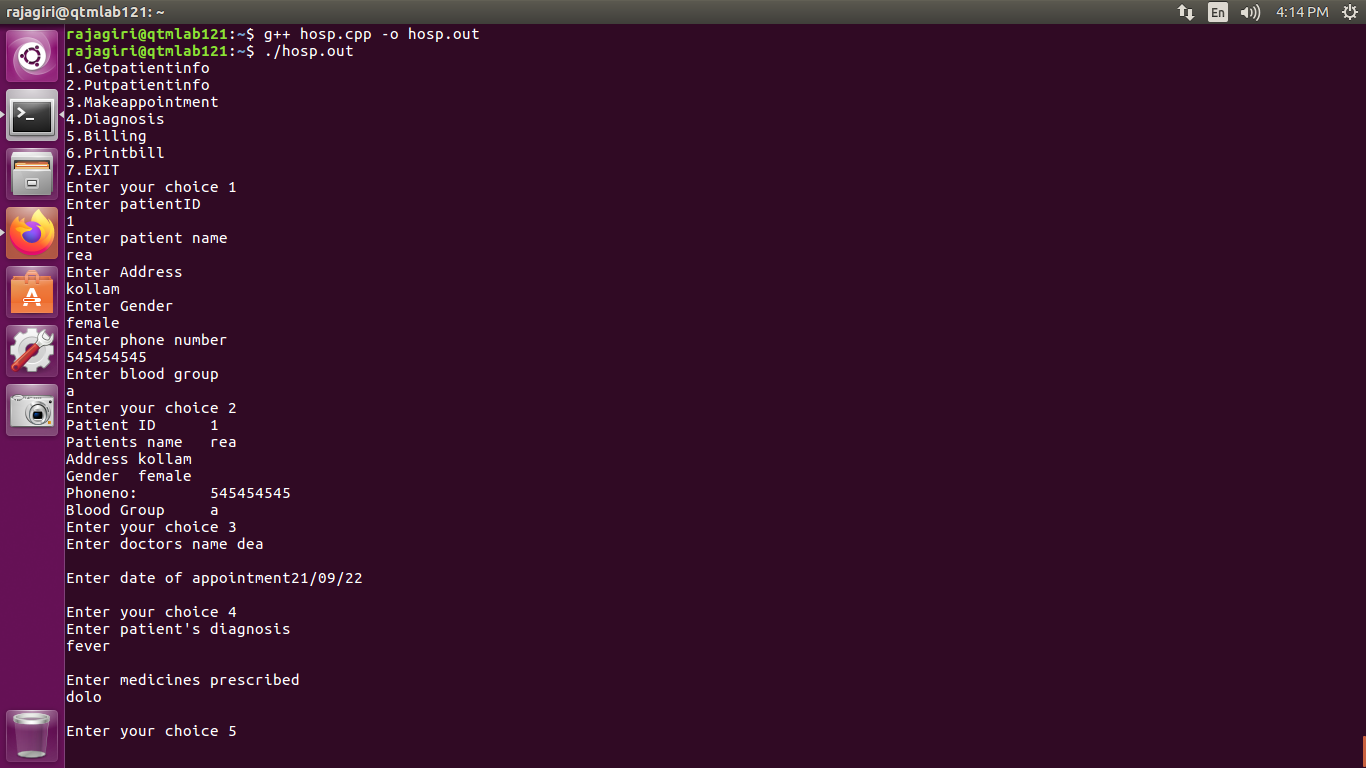 rajagiri@qtmlab121: ~
En
4:14 PM
rajagiri@qtmlab121:~$ g++ hosp.cpp -o hosp.out
rajagiri@qtmlab121:~$ ./hosp.out
1.Getpatientinfo
2.Putpatientinfo
3.Makeappointment
4.Diagnosis
5.Billing
6.Printbill
7.EXIT
Enter your choice 1
Enter patientID
1
Enter patient name
rea
Enter Address
kollam
Enter Gender
female
Enter phone number
545454545
Enter blood group
a
Enter your choice 2
Patient ID      1
Patients name   rea
Address kollam
Gender  female
Phoneno:        545454545
Blood Group     a
Enter your choice 3
Enter doctors name dea
Enter date of appointment21/09/22
Enter your choice 4
Enter patient's diagnosis
fever
Enter medicines prescribed
dolo
Enter your choice 5